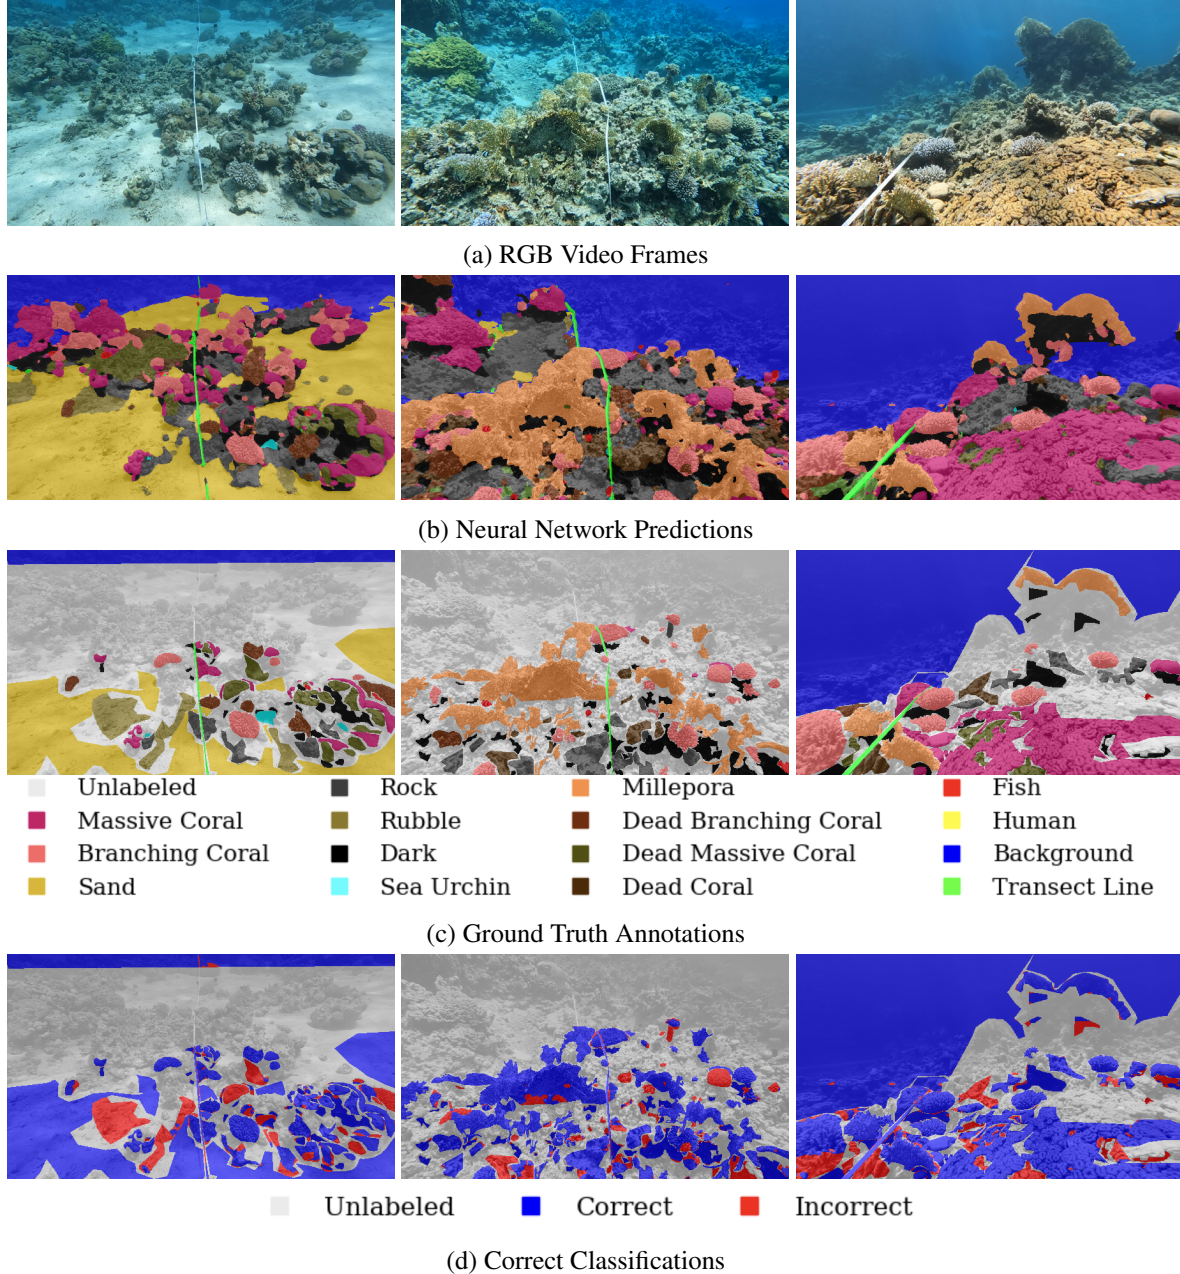 (a) RGB Video Frames
(b) Neural Network Predictions
Unlabeled Rock Millepora Fish
Massive Coral Rubble Dead Branching Coral Human
Branching Coral Dark Dead Massive Coral Background
Sand Sea Urchin Dead Coral Transect Line
(c) Ground Truth Annotations
Unlabeled Correct Incorrect
(d) Correct Classifications